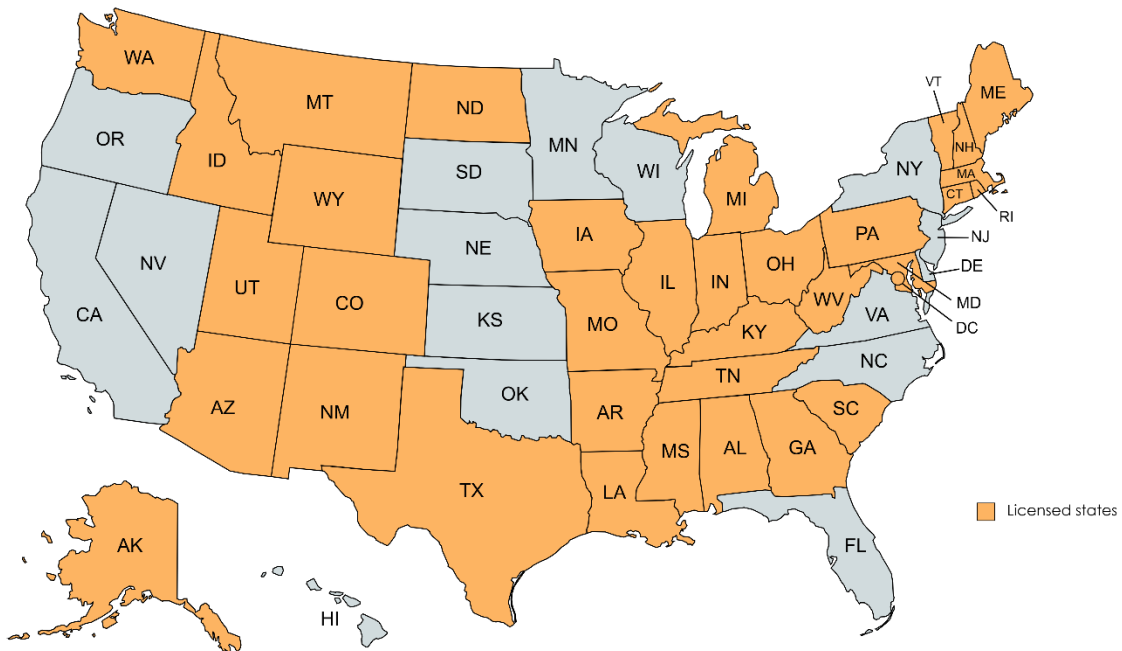 VT
ME
WA
MT
ND
MN
OR
ID
NH
SD
WI
NY
MA
WY
CT
MI
RI
IA
PA
NJ
NE
OH
NV
IL
IN
DE
UT
CO
WV
MD
CA
VA
KS
MO
KY
DC
NC
TN
OK
AZ
NM
AR
SC
MS
AL
GA
TX
LA
Licensed states
AK
FL
HI